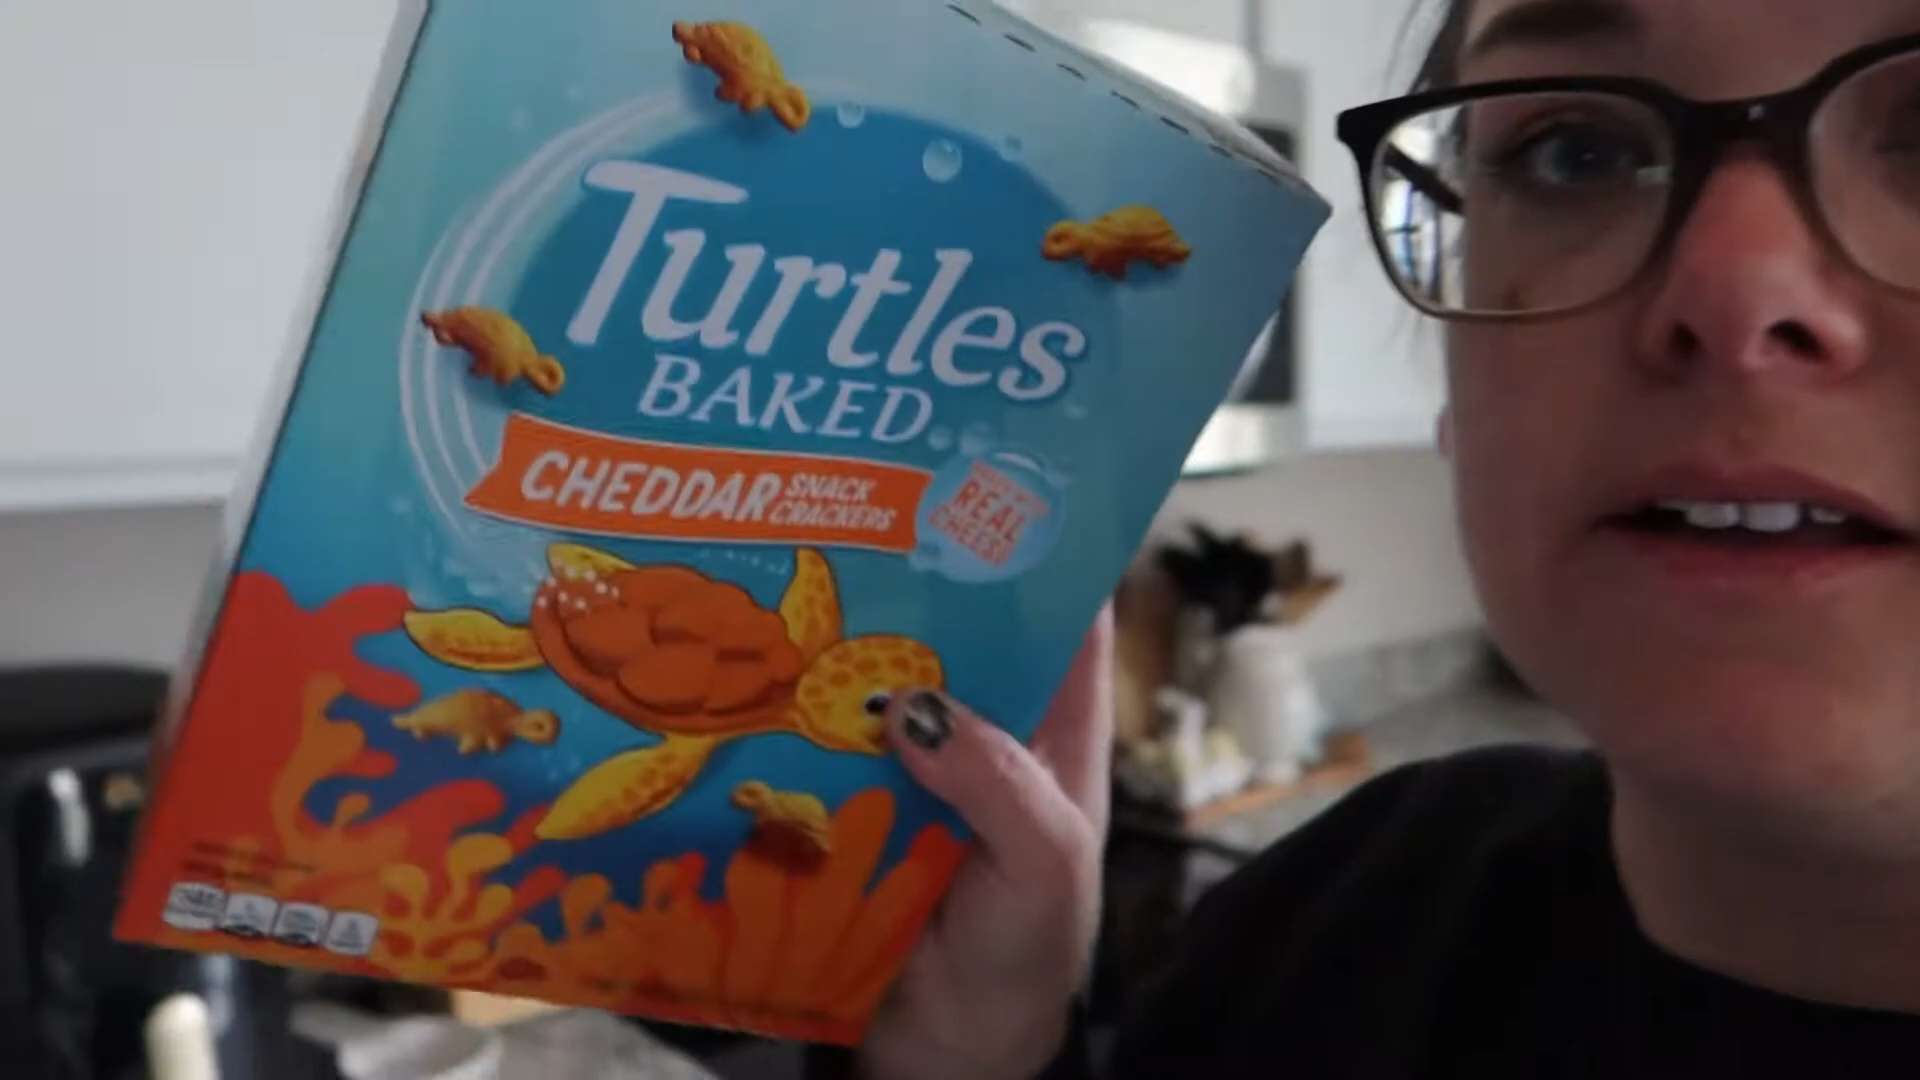 Turtles
BAKED
CHEDDAR SNACK CRACKERS
REAL
CHEESE